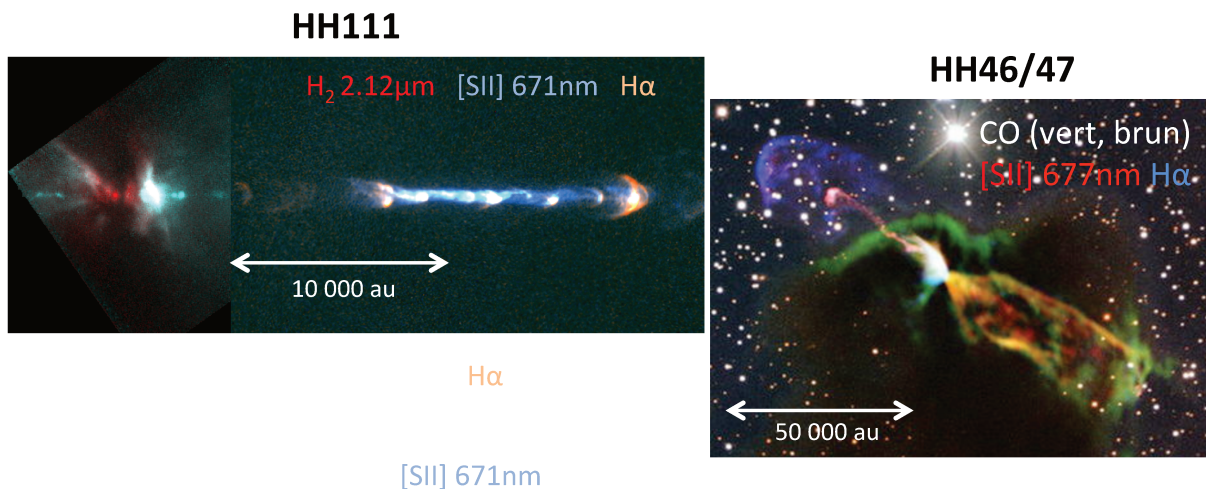 HH111
H₂ 2.12µm [SII] 671nm Hα
10 000 au
Hα
[SII] 671nm
HH46/47
CO (vert, brun)
[SII] 677nm Hα
50 000 au